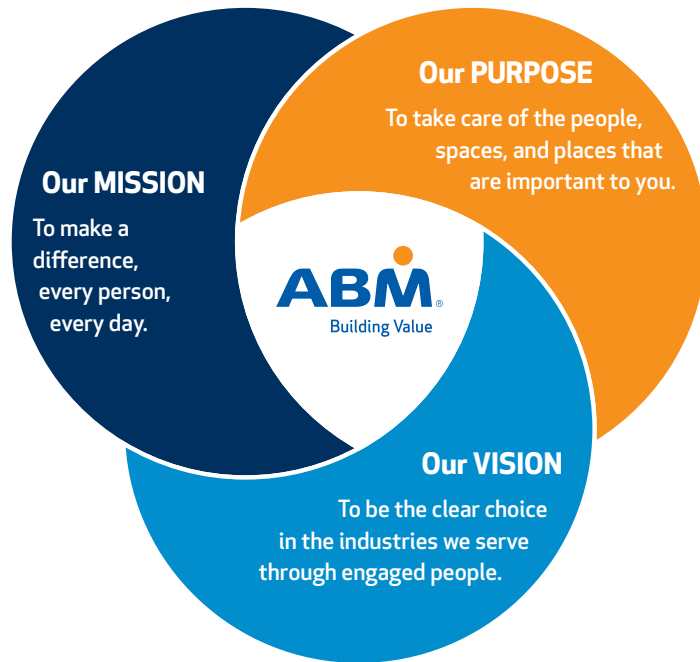 Our PURPOSE
To take care of the people,
spaces, and places that
are important to you.
Our MISSION
To make a
difference,
every person,
every day.
ABM®
Building Value
Our VISION
To be the clear choice
in the industries we serve
through engaged people.